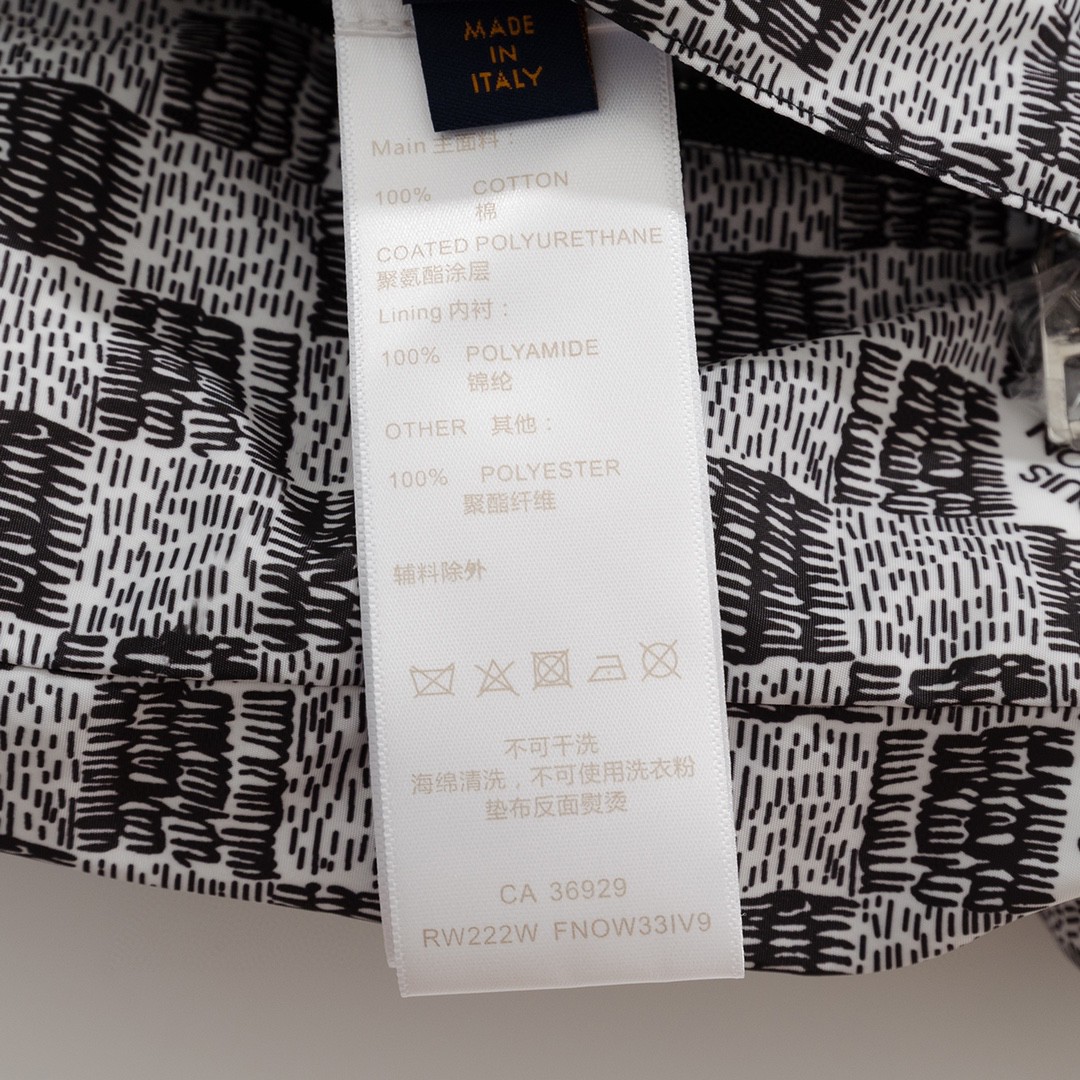 MADE
IN
ITALY
Main 主面料：
100% COTTON
棉
COATED POLYURETHANE
聚氨酯涂层
Lining 内衬：
100% POLYAMIDE
锦纶
OTHER 其他：
100% POLYESTER
聚酯纤维
辅料除外
不可干洗
海绵清洗，不可使用洗衣粉
垫布反面熨烫
CA 36929
RW222W FNOW33IV9